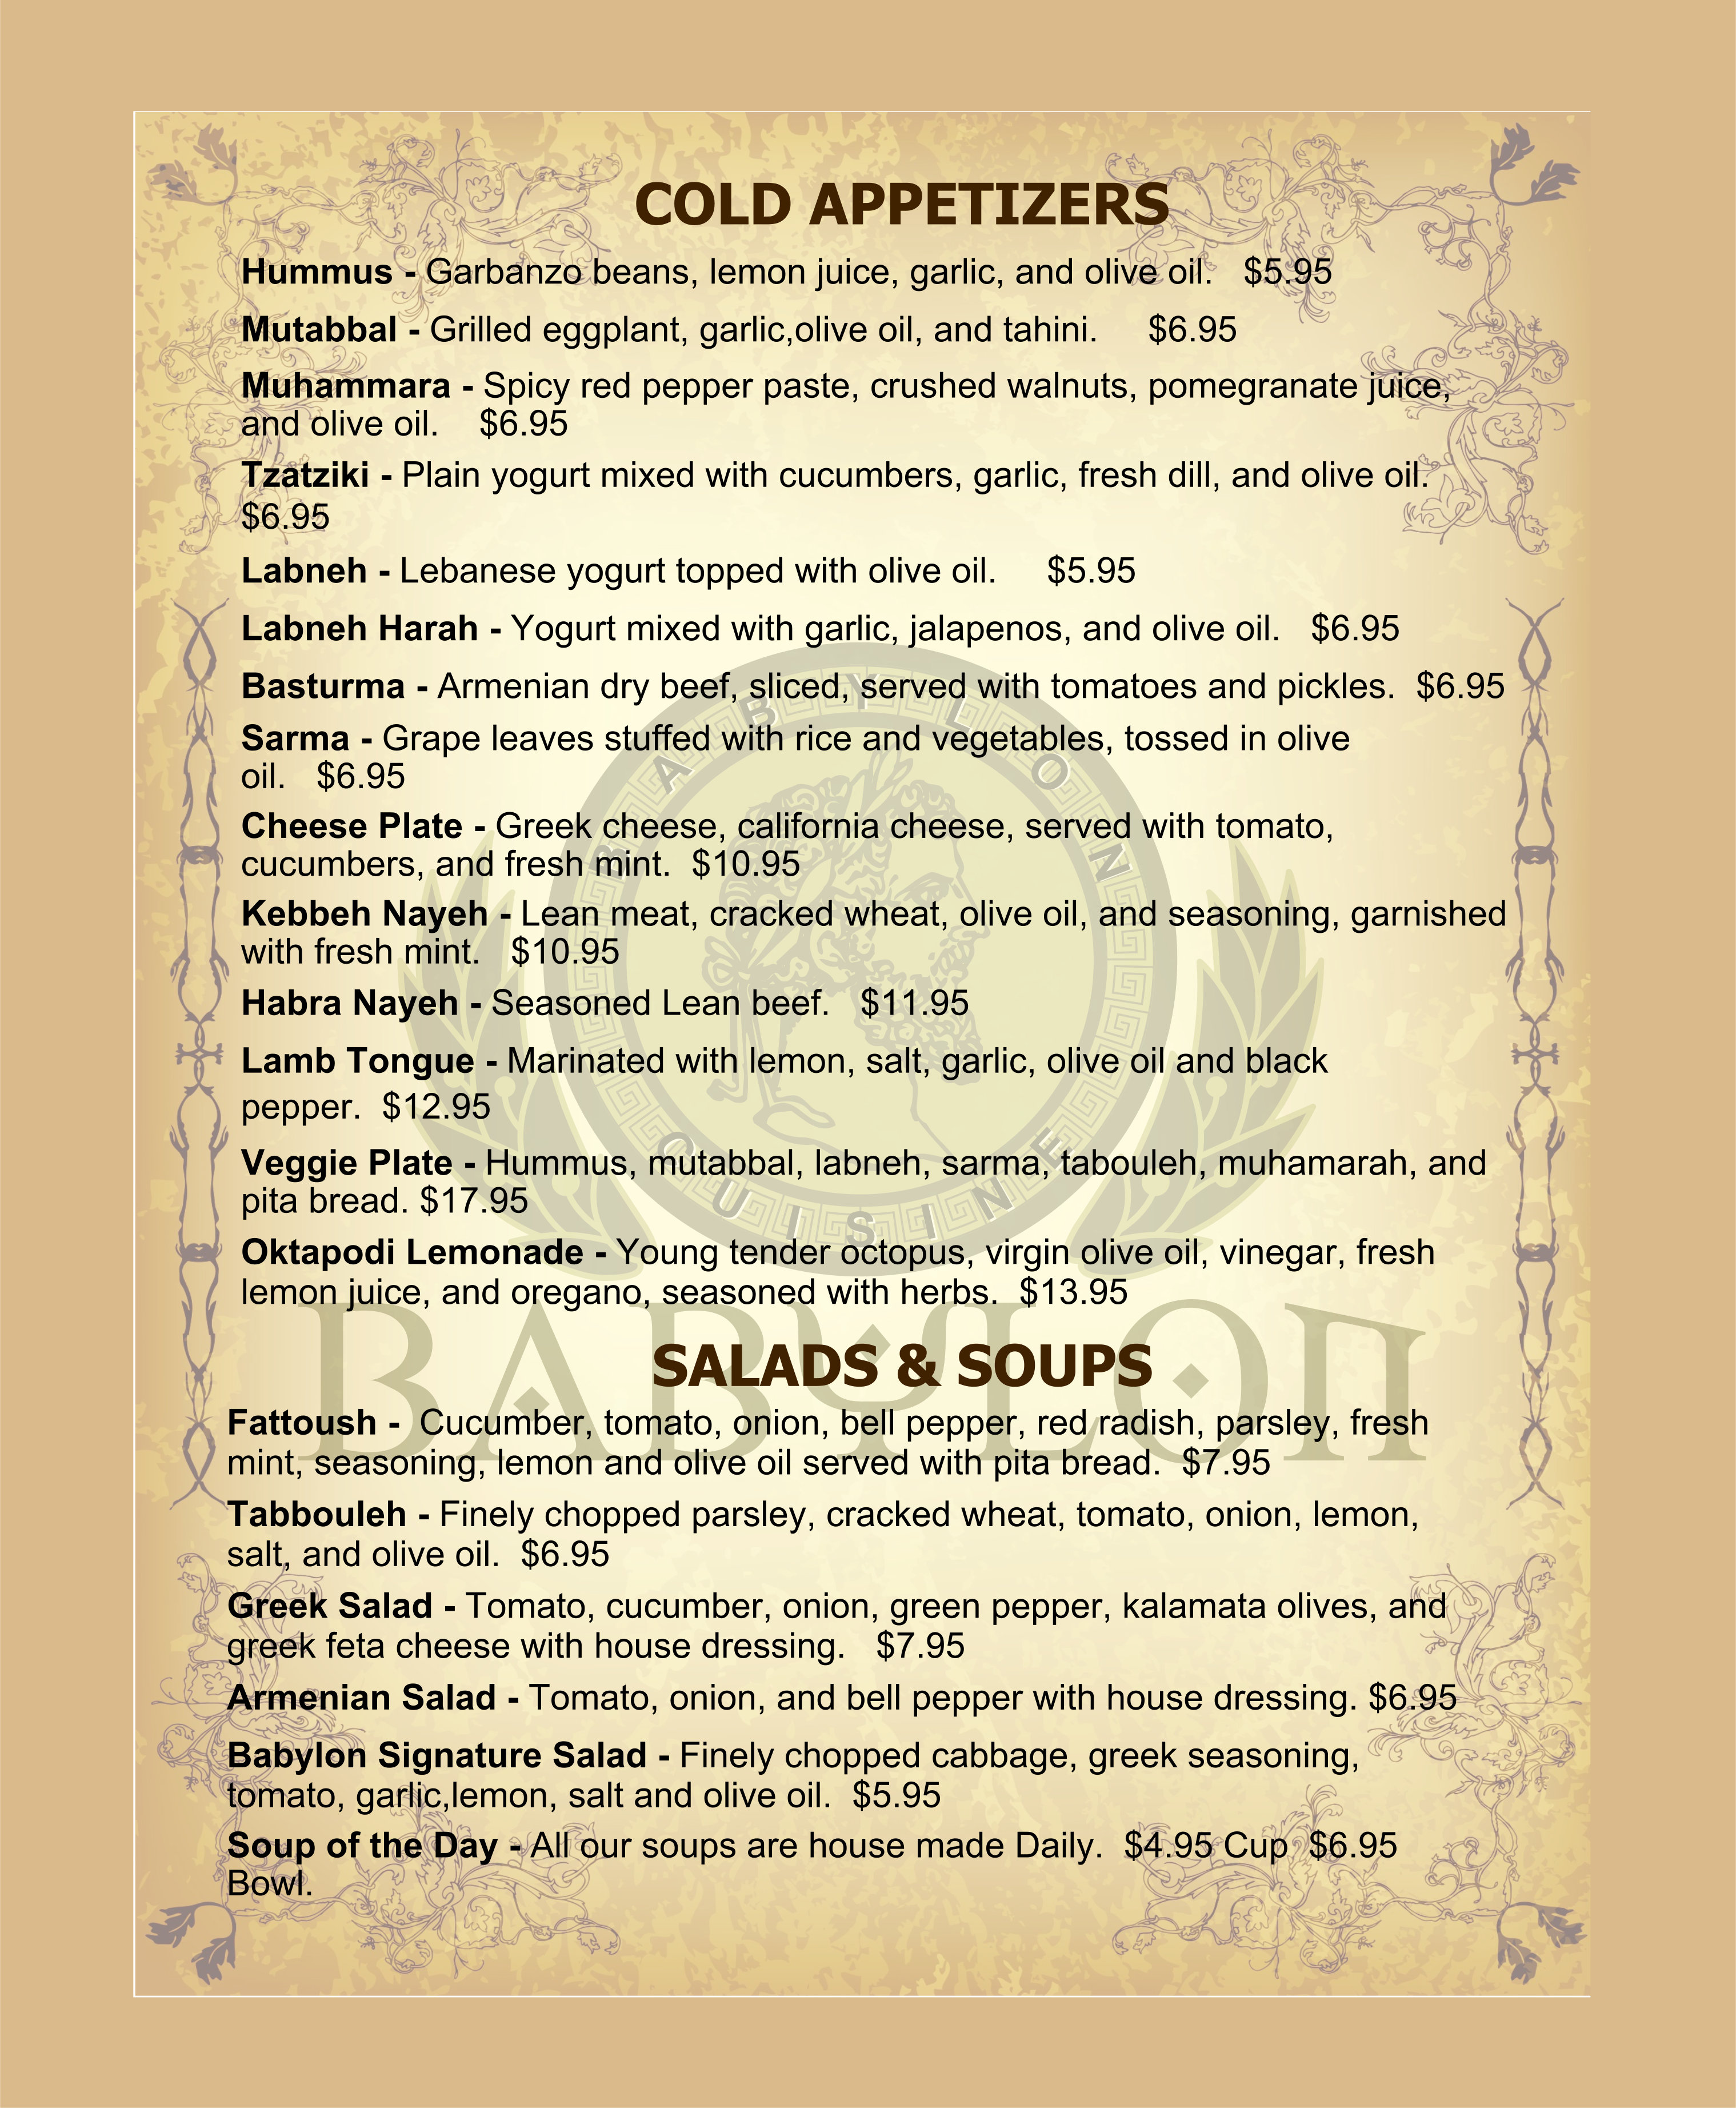 COLD APPETIZERS
Hummus - Garbanzo beans, lemon juice, garlic, and olive oil. $5.95
Mutabbal - Grilled eggplant, garlic,olive oil, and tahini. $6.95
Muhammara - Spicy red pepper paste, crushed walnuts, pomegranate juice,
and olive oil. $6.95
Tzatziki - Plain yogurt mixed with cucumbers, garlic, fresh dill, and olive oil.
$6.95
Labneh - Lebanese yogurt topped with olive oil. $5.95
Labneh Harah - Yogurt mixed with garlic, jalapenos, and olive oil. $6.95
Basturma - Armenian dry beef, sliced, served with tomatoes and pickles. $6.95
Sarma - Grape leaves stuffed with rice and vegetables, tossed in olive
oil. $6.95
Cheese Plate - Greek cheese, california cheese, served with tomato,
cucumbers, and fresh mint. $10.95
Kebbeh Nayeh - Lean meat, cracked wheat, olive oil, and seasoning, garnished
with fresh mint. $10.95
Habra Nayeh - Seasoned Lean beef. $11.95
Lamb Tongue - Marinated with lemon, salt, garlic, olive oil and black
pepper. $12.95
Veggie Plate - Hummus, mutabbal, labneh, sarma, tabouleh, muhamarah, and
pita bread. $17.95
Oktapodi Lemonade - Young tender octopus, virgin olive oil, vinegar, fresh
lemon juice, and oregano, seasoned with herbs. $13.95
BABYLON
CUISINE
BABYLON
SALADS & SOUPS
Fattoush - Cucumber, tomato, onion, bell pepper, red radish, parsley, fresh
mint, seasoning, lemon and olive oil served with pita bread. $7.95
Tabbouleh - Finely chopped parsley, cracked wheat, tomato, onion, lemon,
salt, and olive oil. $6.95
Greek Salad - Tomato, cucumber, onion, green pepper, kalamata olives, and
greek feta cheese with house dressing. $7.95
Armenian Salad - Tomato, onion, and bell pepper with house dressing. $6.95
Babylon Signature Salad - Finely chopped cabbage, greek seasoning,
tomato, garlic,lemon, salt and olive oil. $5.95
Soup of the Day - All our soups are house made Daily. $4.95 Cup $6.95
Bowl.